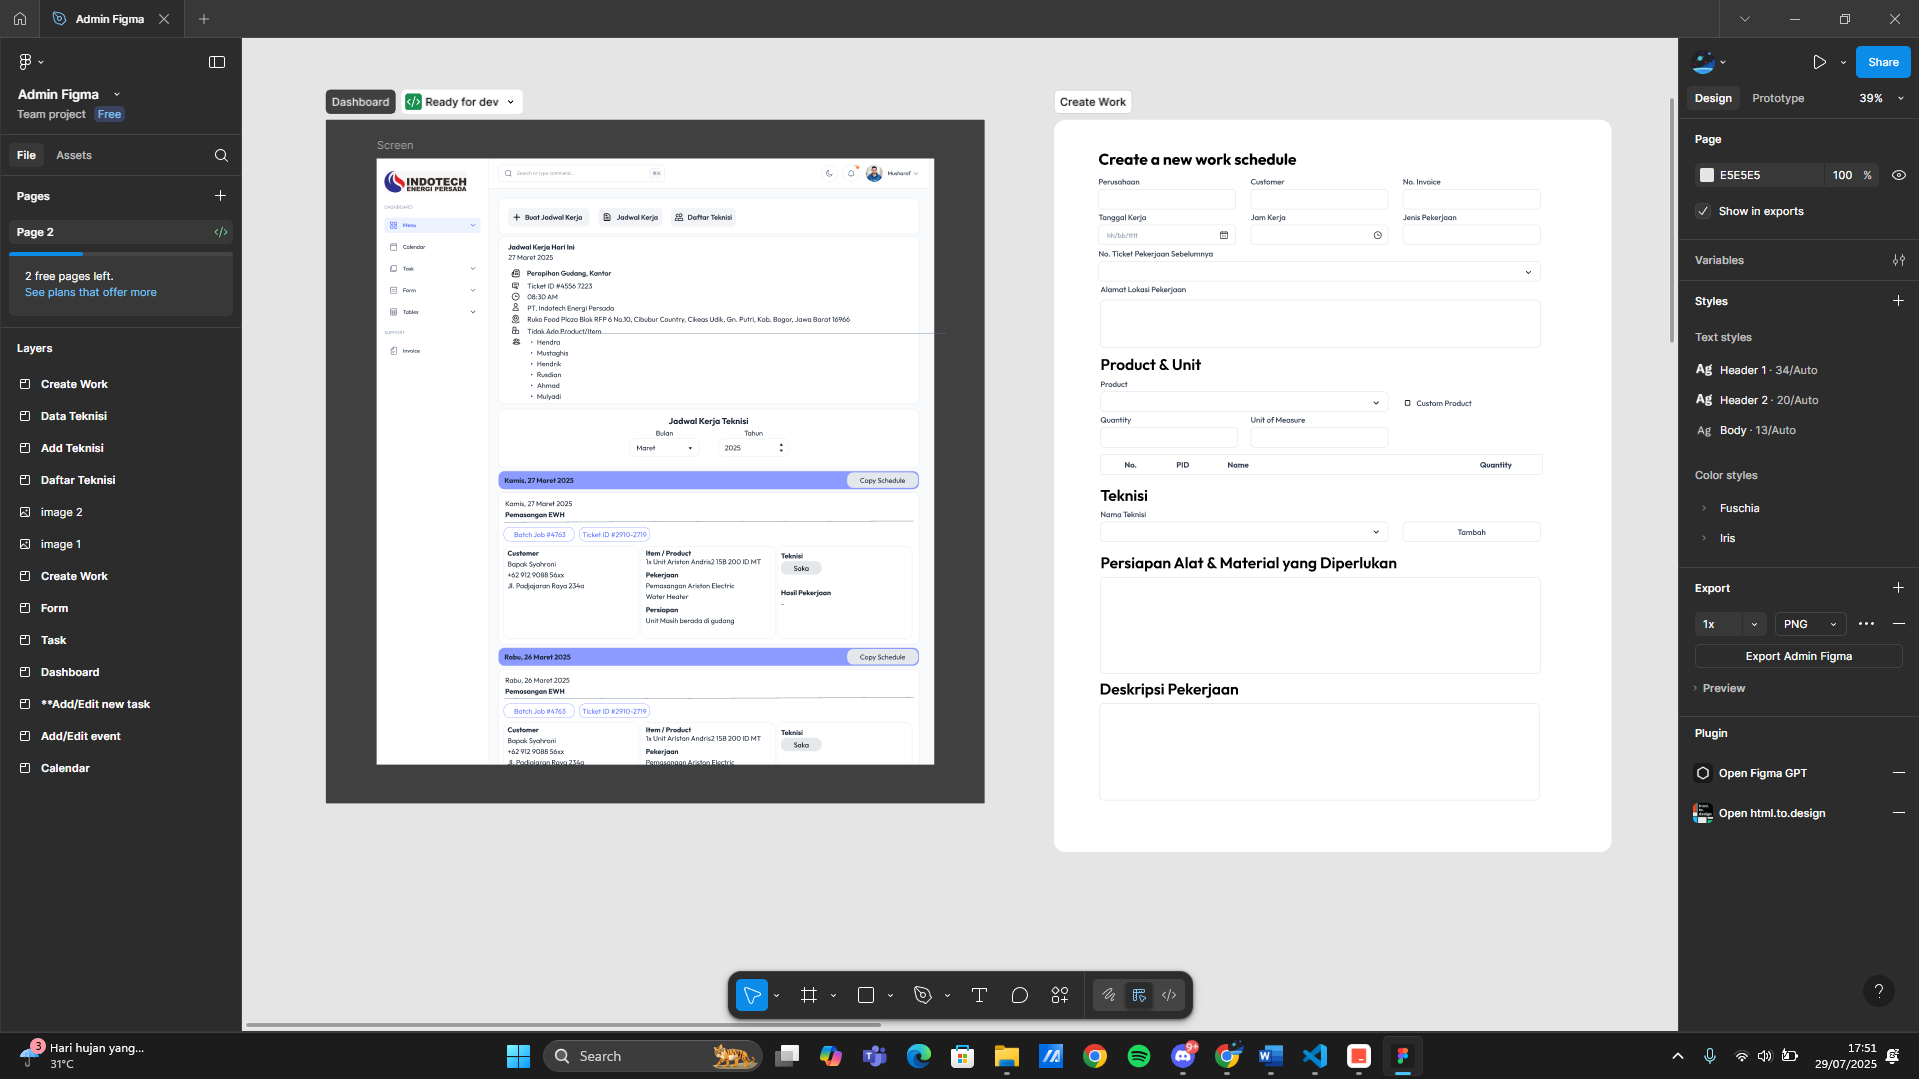 Admin Figma
Admin Figma
Team project Free
File Assets
Pages
Page 2
2 free pages left.
See plans that offer more
Layers
Create Work
Data Teknisi
Add Teknisi
Daftar Teknisi
image 2
image 1
Create Work
Form
Task
Dashboard
**Add/Edit new task
Add/Edit event
Calendar
Dashboard Ready for dev
Screen
INDOTECH
ENERGI PERSADA
DASHBOARD
Menu
Calendar
Task
Form
Tables
SUPPORT
Invoice
Search or type command...
Musharof
Buat Jadwal Kerja Jadwal Kerja Daftar Teknisi
Jadwal Kerja Hari Ini
27 Maret 2025
Perapihan Gudang, Kantor
Ticket ID #4556 7223
08:30 AM
PT. Indotech Energi Persada
Ruko Food Plaza Blok RFP 6 No.10, Cibubur Country, Cikeas Udik, Gn. Putri, Kab. Bogor, Jawa Barat 16966
Tidak Ada Product/Item
• Hendra
• Mustaghis
• Hendrik
• Rusdian
• Ahmad
• Mulyadi
Jadwal Kerja Teknisi
Bulan Tahun
Maret 2025
Kamis, 27 Maret 2025 Copy Schedule
Kamis, 27 Maret 2025
Pemasangan EWH
Batch Job #4763 Ticket ID #2910-2719
Customer
Bapak Syahroni
+62 912 9088 56xx
Jl. Padjajaran Raya 234a
Item / Product
1x Unit Ariston Andris2 15B 200 ID MT
Pekerjaan
Pemasangan Ariston Electric
Water Heater
Persiapan
Unit Masih berada di gudang
Teknisi
Saka
Hasil Pekerjaan
-
Rabu, 26 Maret 2025 Copy Schedule
Rabu, 26 Maret 2025
Pemasangan EWH
Batch Job #4763 Ticket ID #2910-2719
Customer
Bapak Syahroni
+62 912 9088 56xx
Jl. Padjajaran Raya 234a
Item / Product
1x Unit Ariston Andris2 15B 200 ID MT
Pekerjaan
Pemasangan Ariston Electric
Teknisi
Saka
Create Work
Create a new work schedule
Perusahaan Customer No. Invoice
Tanggal Kerja Jam Kerja Jenis Pekerjaan
hh/bb/tttt
No. Ticket Pekerjaan Sebelumnya
Alamat Lokasi Pekerjaan
Product & Unit
Product
Custom Product
Quantity Unit of Measure
No. PID Name Quantity
Teknisi
Nama Teknisi
Tambah
Persiapan Alat & Material yang Diperlukan
Deskripsi Pekerjaan
Share
Design Prototype 39%
Page
E5E5E5 100 %
Show in exports
Variables
Styles
Text styles
Ag Header 1 · 34/Auto
Ag Header 2 · 20/Auto
Ag Body · 13/Auto
Color styles
Fuschia
Iris
Export
1x PNG
Export Admin Figma
Preview
Plugin
Open Figma GPT
Open html.to.design
?
3
Hari hujan yang...
31°C
Search
9+
17:51
29/07/2025